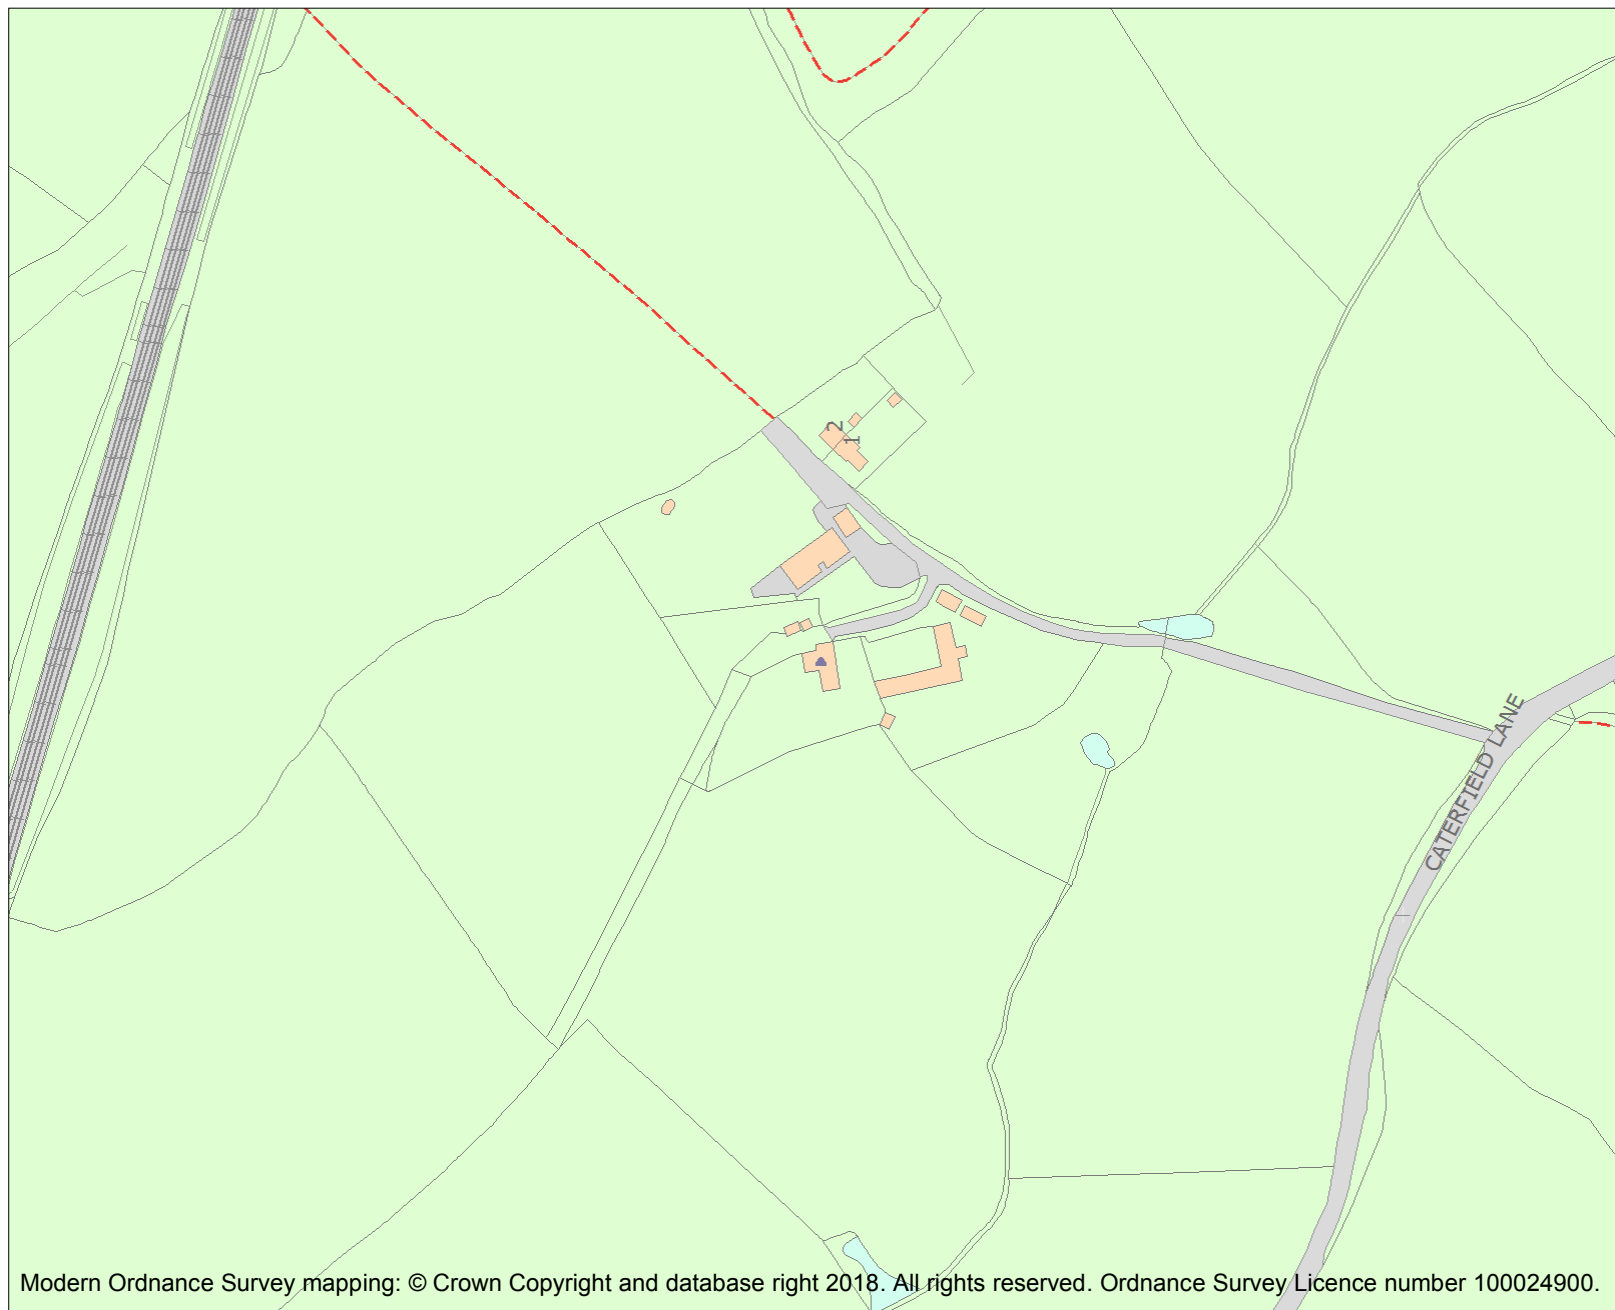 2
1
CATERFIELD LANE
Modern Ordnance Survey mapping: © Crown Copyright and database right 2018. All rights reserved. Ordnance Survey Licence number 100024900.